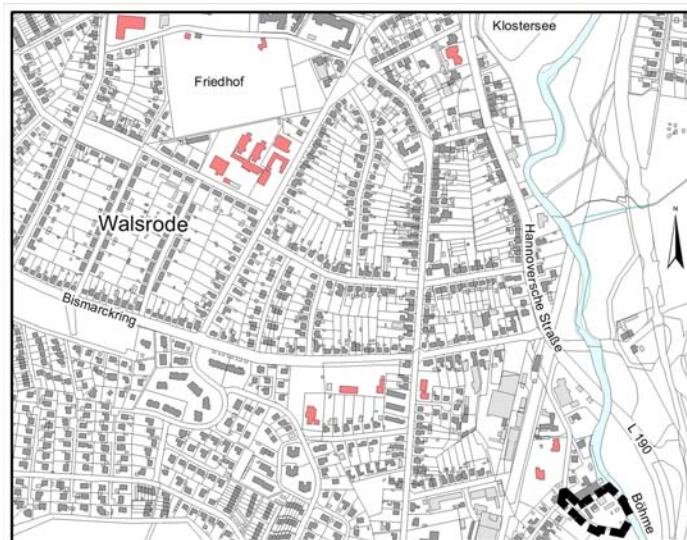 Klostersee
Friedhof
N
Walsrode
Hannoversche Straße
Bismarckring
L 190
Böhme